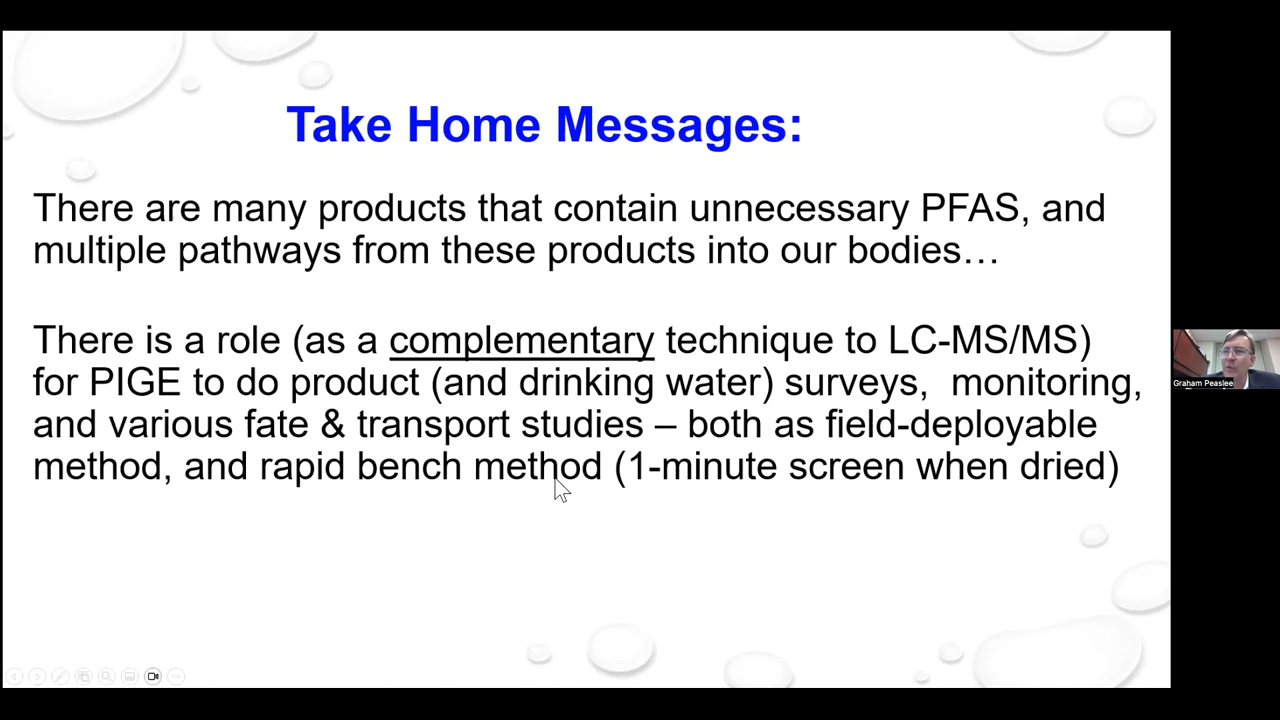 Take Home Messages:
There are many products that contain unnecessary PFAS, and
multiple pathways from these products into our bodies…
There is a role (as a complementary technique to LC-MS/MS)
for PIGE to do product (and drinking water) surveys,  monitoring,
and various fate & transport studies – both as field-deployable
method, and rapid bench method (1-minute screen when dried)
Graham Peaslee